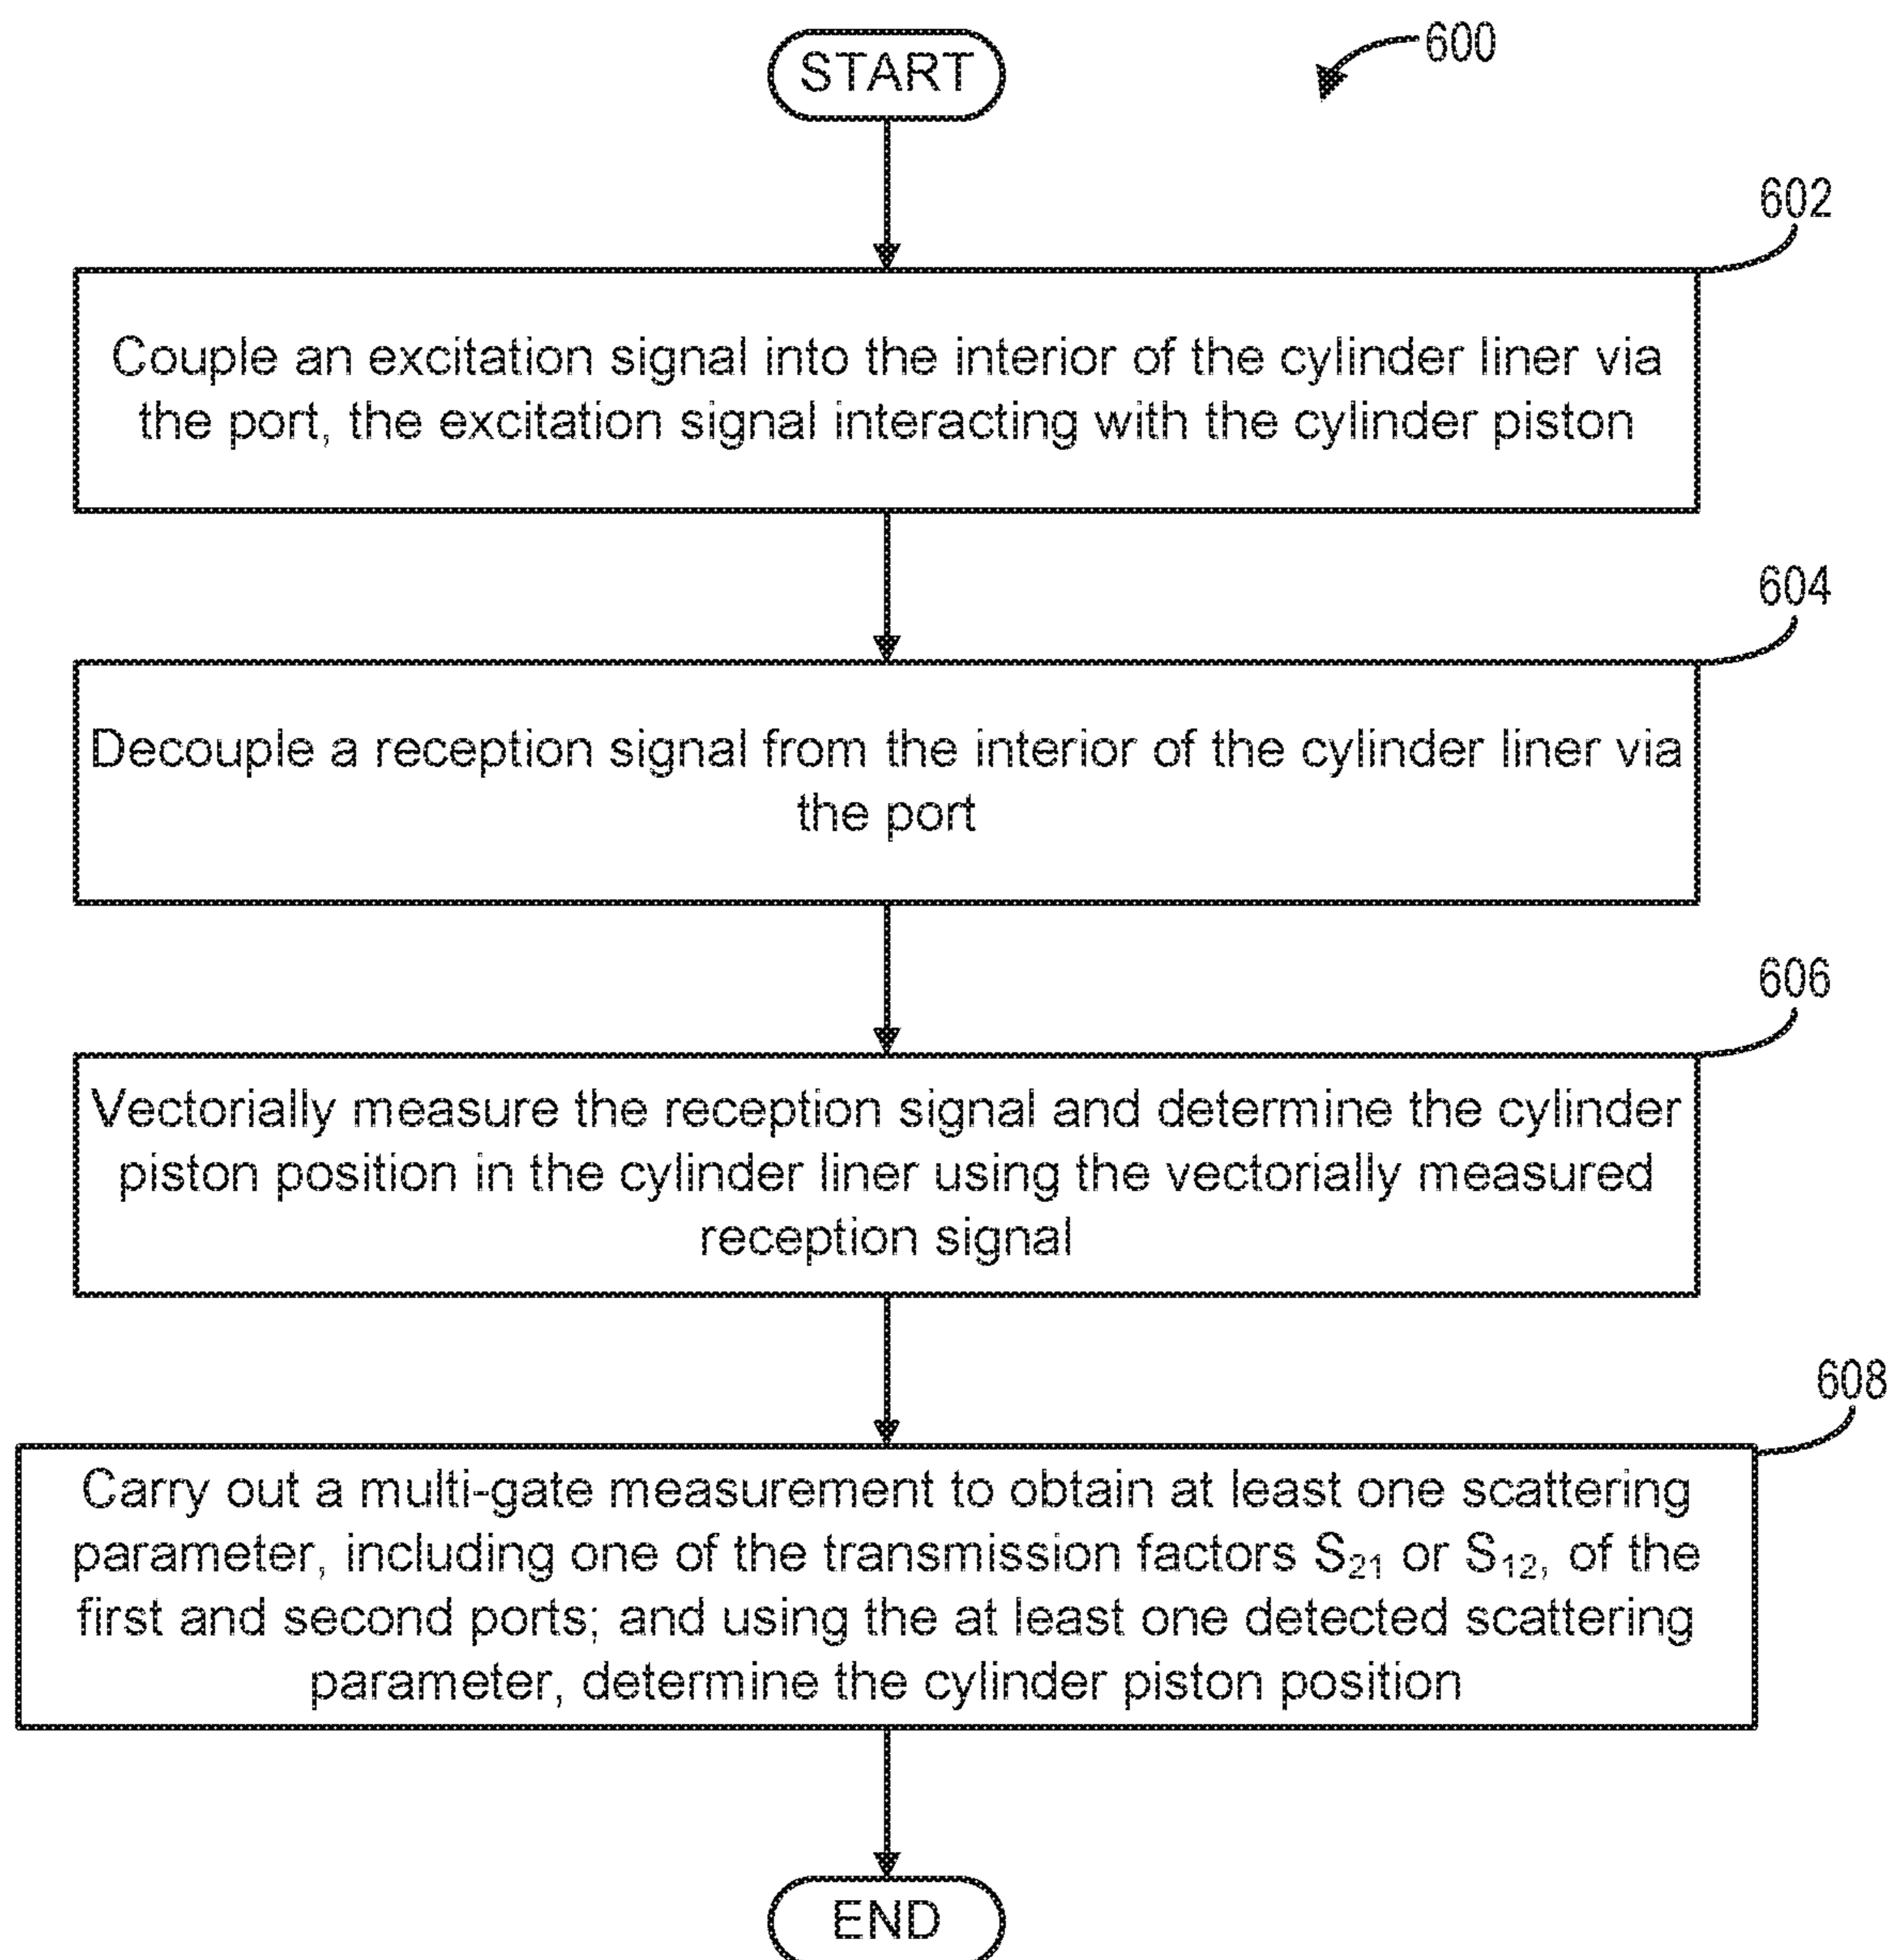 START
600
602
Couple an excitation signal into the interior of the cylinder liner via
the port, the excitation signal interacting with the cylinder piston
604
Decouple a reception signal from the interior of the cylinder liner via
the port
606
Vectorially measure the reception signal and determine the cylinder
piston position in the cylinder liner using the vectorially measured
reception signal
608
Carry out a multi-gate measurement to obtain at least one scattering
parameter, including one of the transmission factors S₂₁ or S₁₂, of the
first and second ports; and using the at least one detected scattering
parameter, determine the cylinder piston position
END